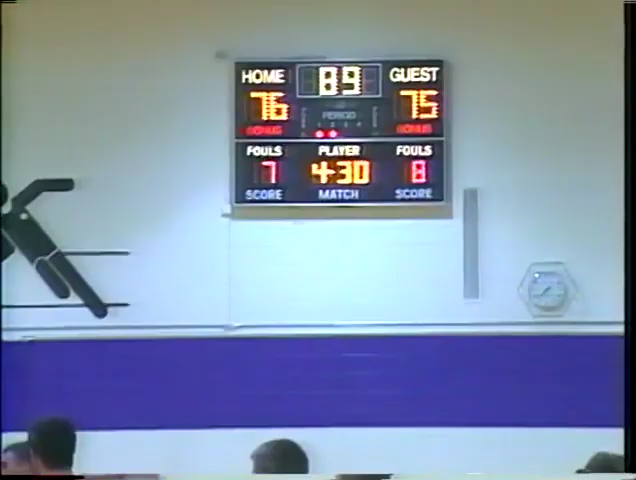 HOME 89 GUEST
76 75
PERIOD
BONUS BONUS
FOULS PLAYER FOULS
7 4-30 8
SCORE MATCH SCORE